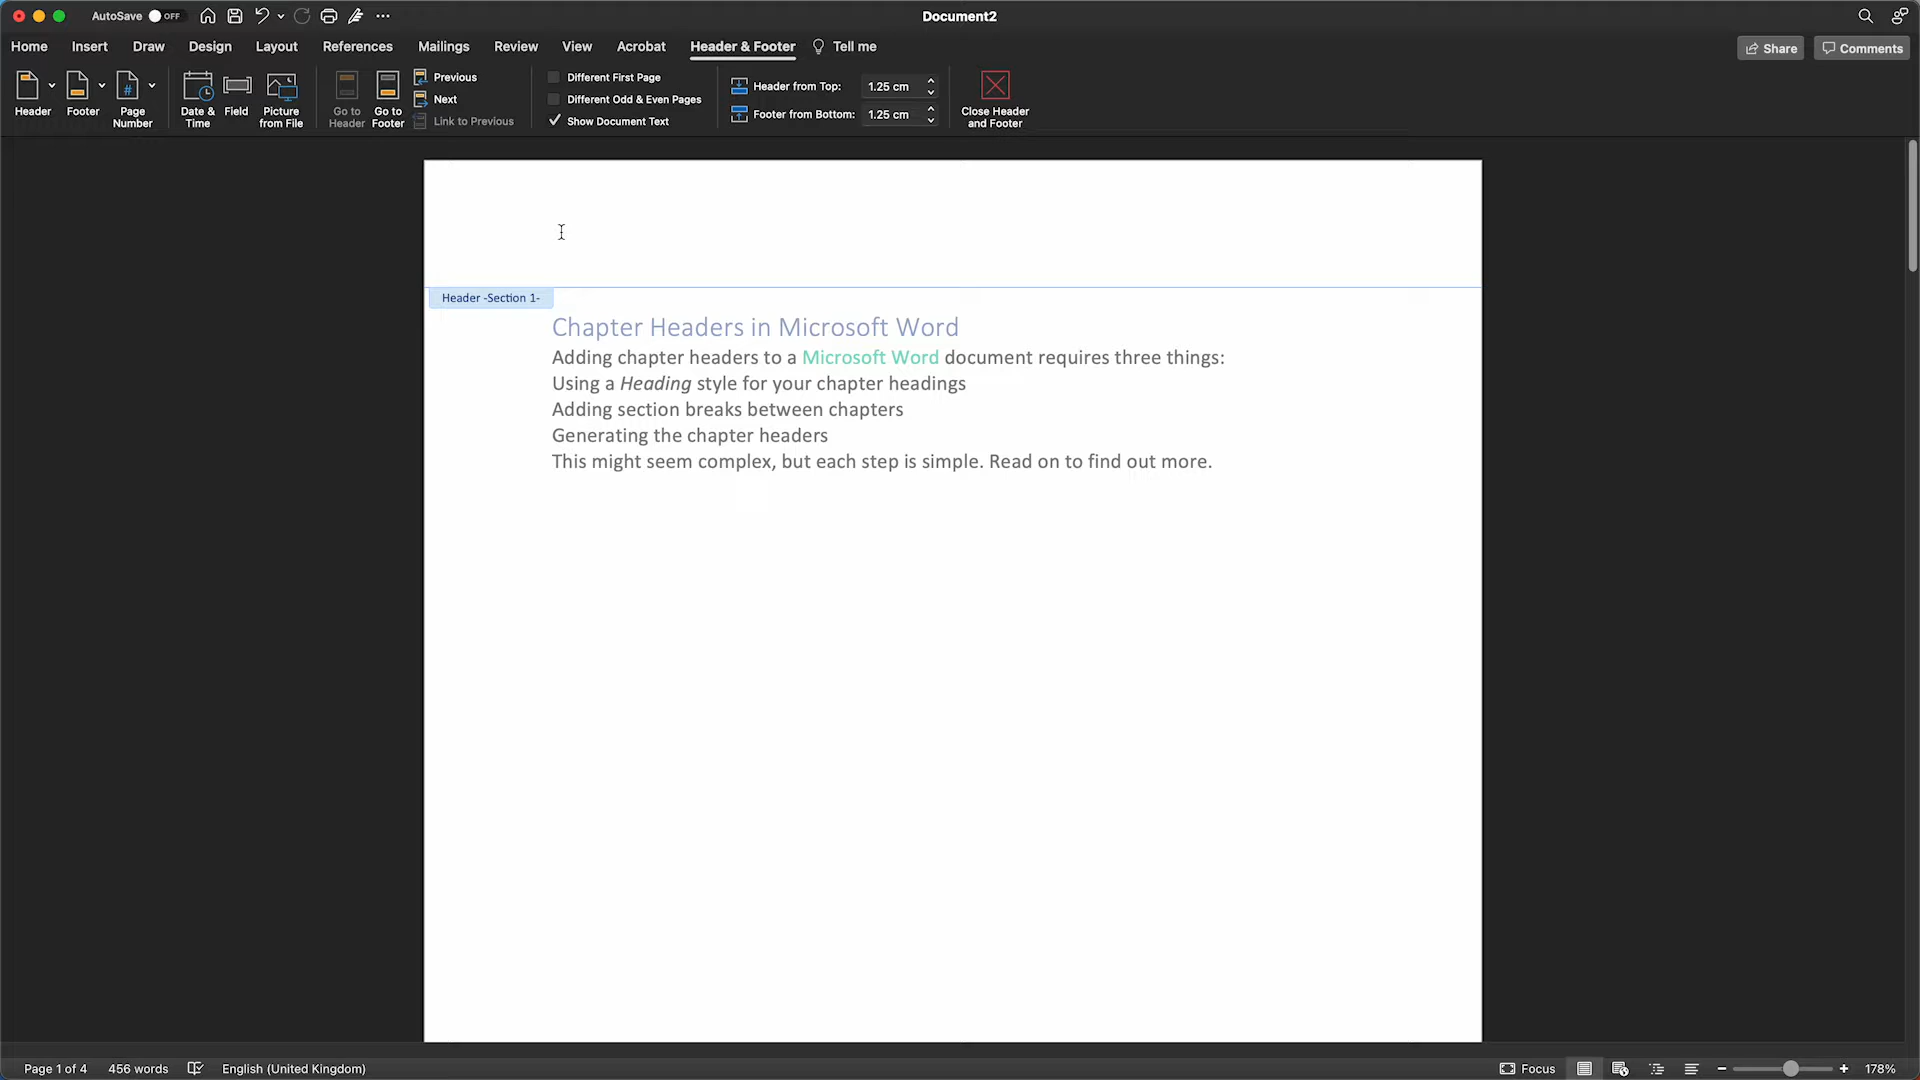 AutoSave OFF
Document2
Home Insert Draw Design Layout References Mailings Review View Acrobat Header & Footer Tell me
Share Comments
Header
Footer
Page
Number
Date &
Time
Field
Picture
from File
Go to
Header
Go to
Footer
Previous
Next
Link to Previous
Different First Page
Different Odd & Even Pages
Show Document Text
Header from Top: 1.25 cm
Footer from Bottom: 1.25 cm
Close Header
and Footer
Header -Section 1-
Chapter Headers in Microsoft Word
Adding chapter headers to a Microsoft Word document requires three things:
Using a Heading style for your chapter headings
Adding section breaks between chapters
Generating the chapter headers
This might seem complex, but each step is simple. Read on to find out more.
Page 1 of 4 456 words English (United Kingdom)
Focus 178%